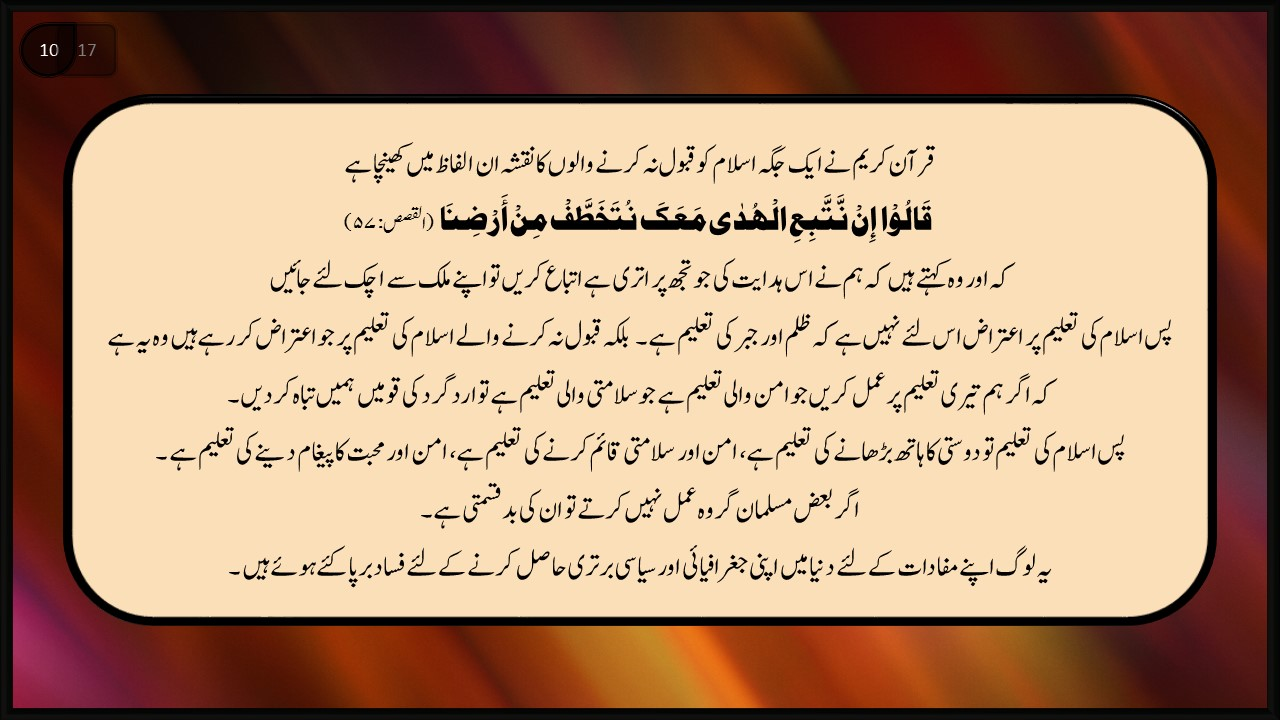 10 17
قرآن کریم نے ایک جگہ اسلام کو قبول نہ کرنے والوں کا نقشہ ان الفاظ میں کھینچا ہے
قَالُوْٓا إِنْ نَّتَّبِعِ الْهُدٰى مَعَكَ نُتَخَطَّفْ مِنْ أَرْضِنَا (القصص: ۵۷)
کہ اور وہ کہتے ہیں کہ ہم نے اس ہدایت کی جو تجھ پر اتری ہے اتباع کریں تو اپنے ملک سے اچک لئے جائیں
پس اسلام کی تعلیم پر اعتراض اس لئے نہیں ہے کہ ظلم اور جبر کی تعلیم ہے۔ بلکہ قبول نہ کرنے والے اسلام کی تعلیم پر جو اعتراض کر رہے ہیں وہ یہ ہے
کہ اگر ہم تیری تعلیم پر عمل کریں جو امن والی تعلیم ہے جو سلامتی والی تعلیم ہے تو ارد گرد کی قومیں ہمیں تباہ کر دیں۔
پس اسلام کی تعلیم تو دوستی کا ہاتھ بڑھانے کی تعلیم ہے، امن اور سلامتی قائم کرنے کی تعلیم ہے، امن اور محبت کا پیغام دینے کی تعلیم ہے۔
اگر بعض مسلمان گروہ عمل نہیں کرتے تو ان کی بدقسمتی ہے۔
یہ لوگ اپنے مفادات کے لئے دنیا میں اپنی جغرافیائی اور سیاسی برتری حاصل کرنے کے لئے فساد برپا کئے ہوئے ہیں۔